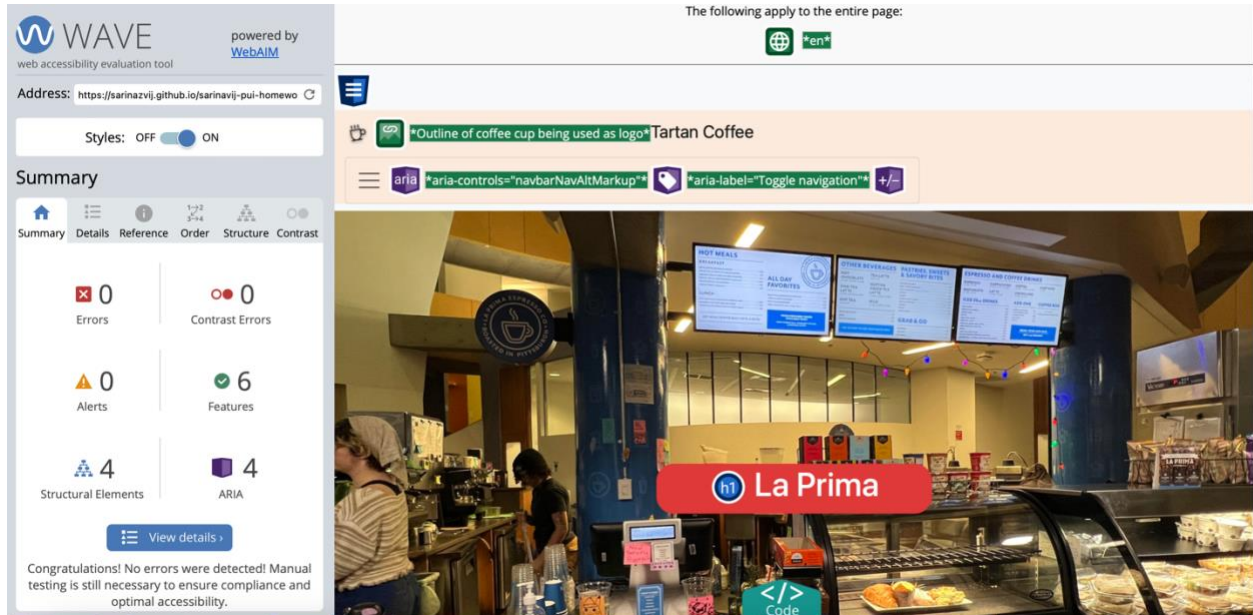 WAVE
powered by
WebAIM
web accessibility evaluation tool
Address: https://sarinazvij.github.io/sarinavij-pui-homewo
Styles: OFF ON
Summary
Summary Details Reference Order Structure Contrast
0 0
Errors Contrast Errors
0 6
Alerts Features
4 4
Structural Elements ARIA
View details ›
Congratulations! No errors were detected! Manual
testing is still necessary to ensure compliance and
optimal accessibility.
The following apply to the entire page:
*en*
*Outline of coffee cup being used as logo* Tartan Coffee
aria *aria-controls="navbarNavAltMarkup"* *aria-label="Toggle navigation"* +/-
HOT MEALS
ALL DAY
FAVORITES
OTHER BEVERAGES
PASTRIES, SWEETS
& SAVORY BITES
GRAB & GO
ESPRESSO AND COFFEE DRINKS
LA PRIMA ESPRESSO
h1 La Prima
LA PRIMA
</>
Code